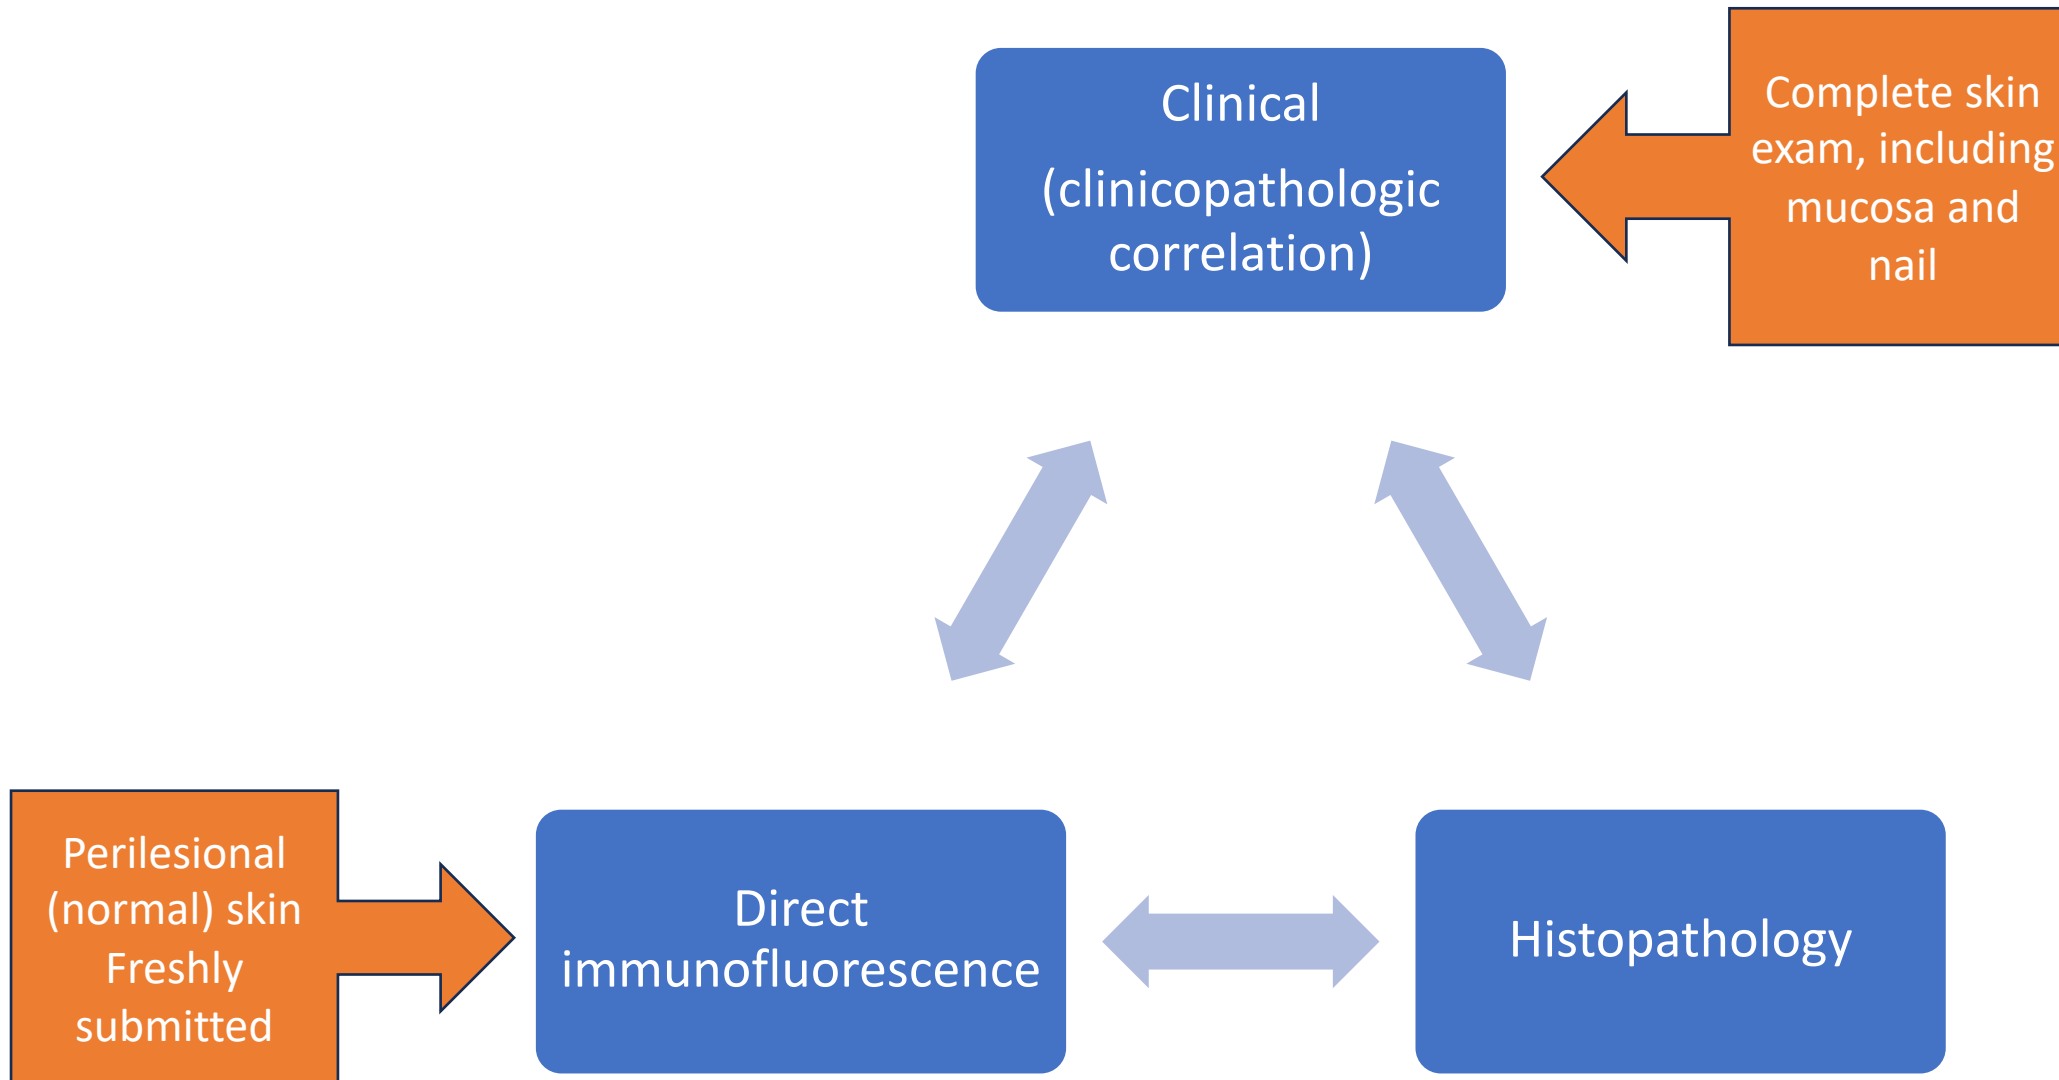 Clinical
(clinicopathologic
correlation)
Complete skin
exam, including
mucosa and
nail
Perilesional
(normal) skin
Freshly
submitted
Direct
immunofluorescence
Histopathology